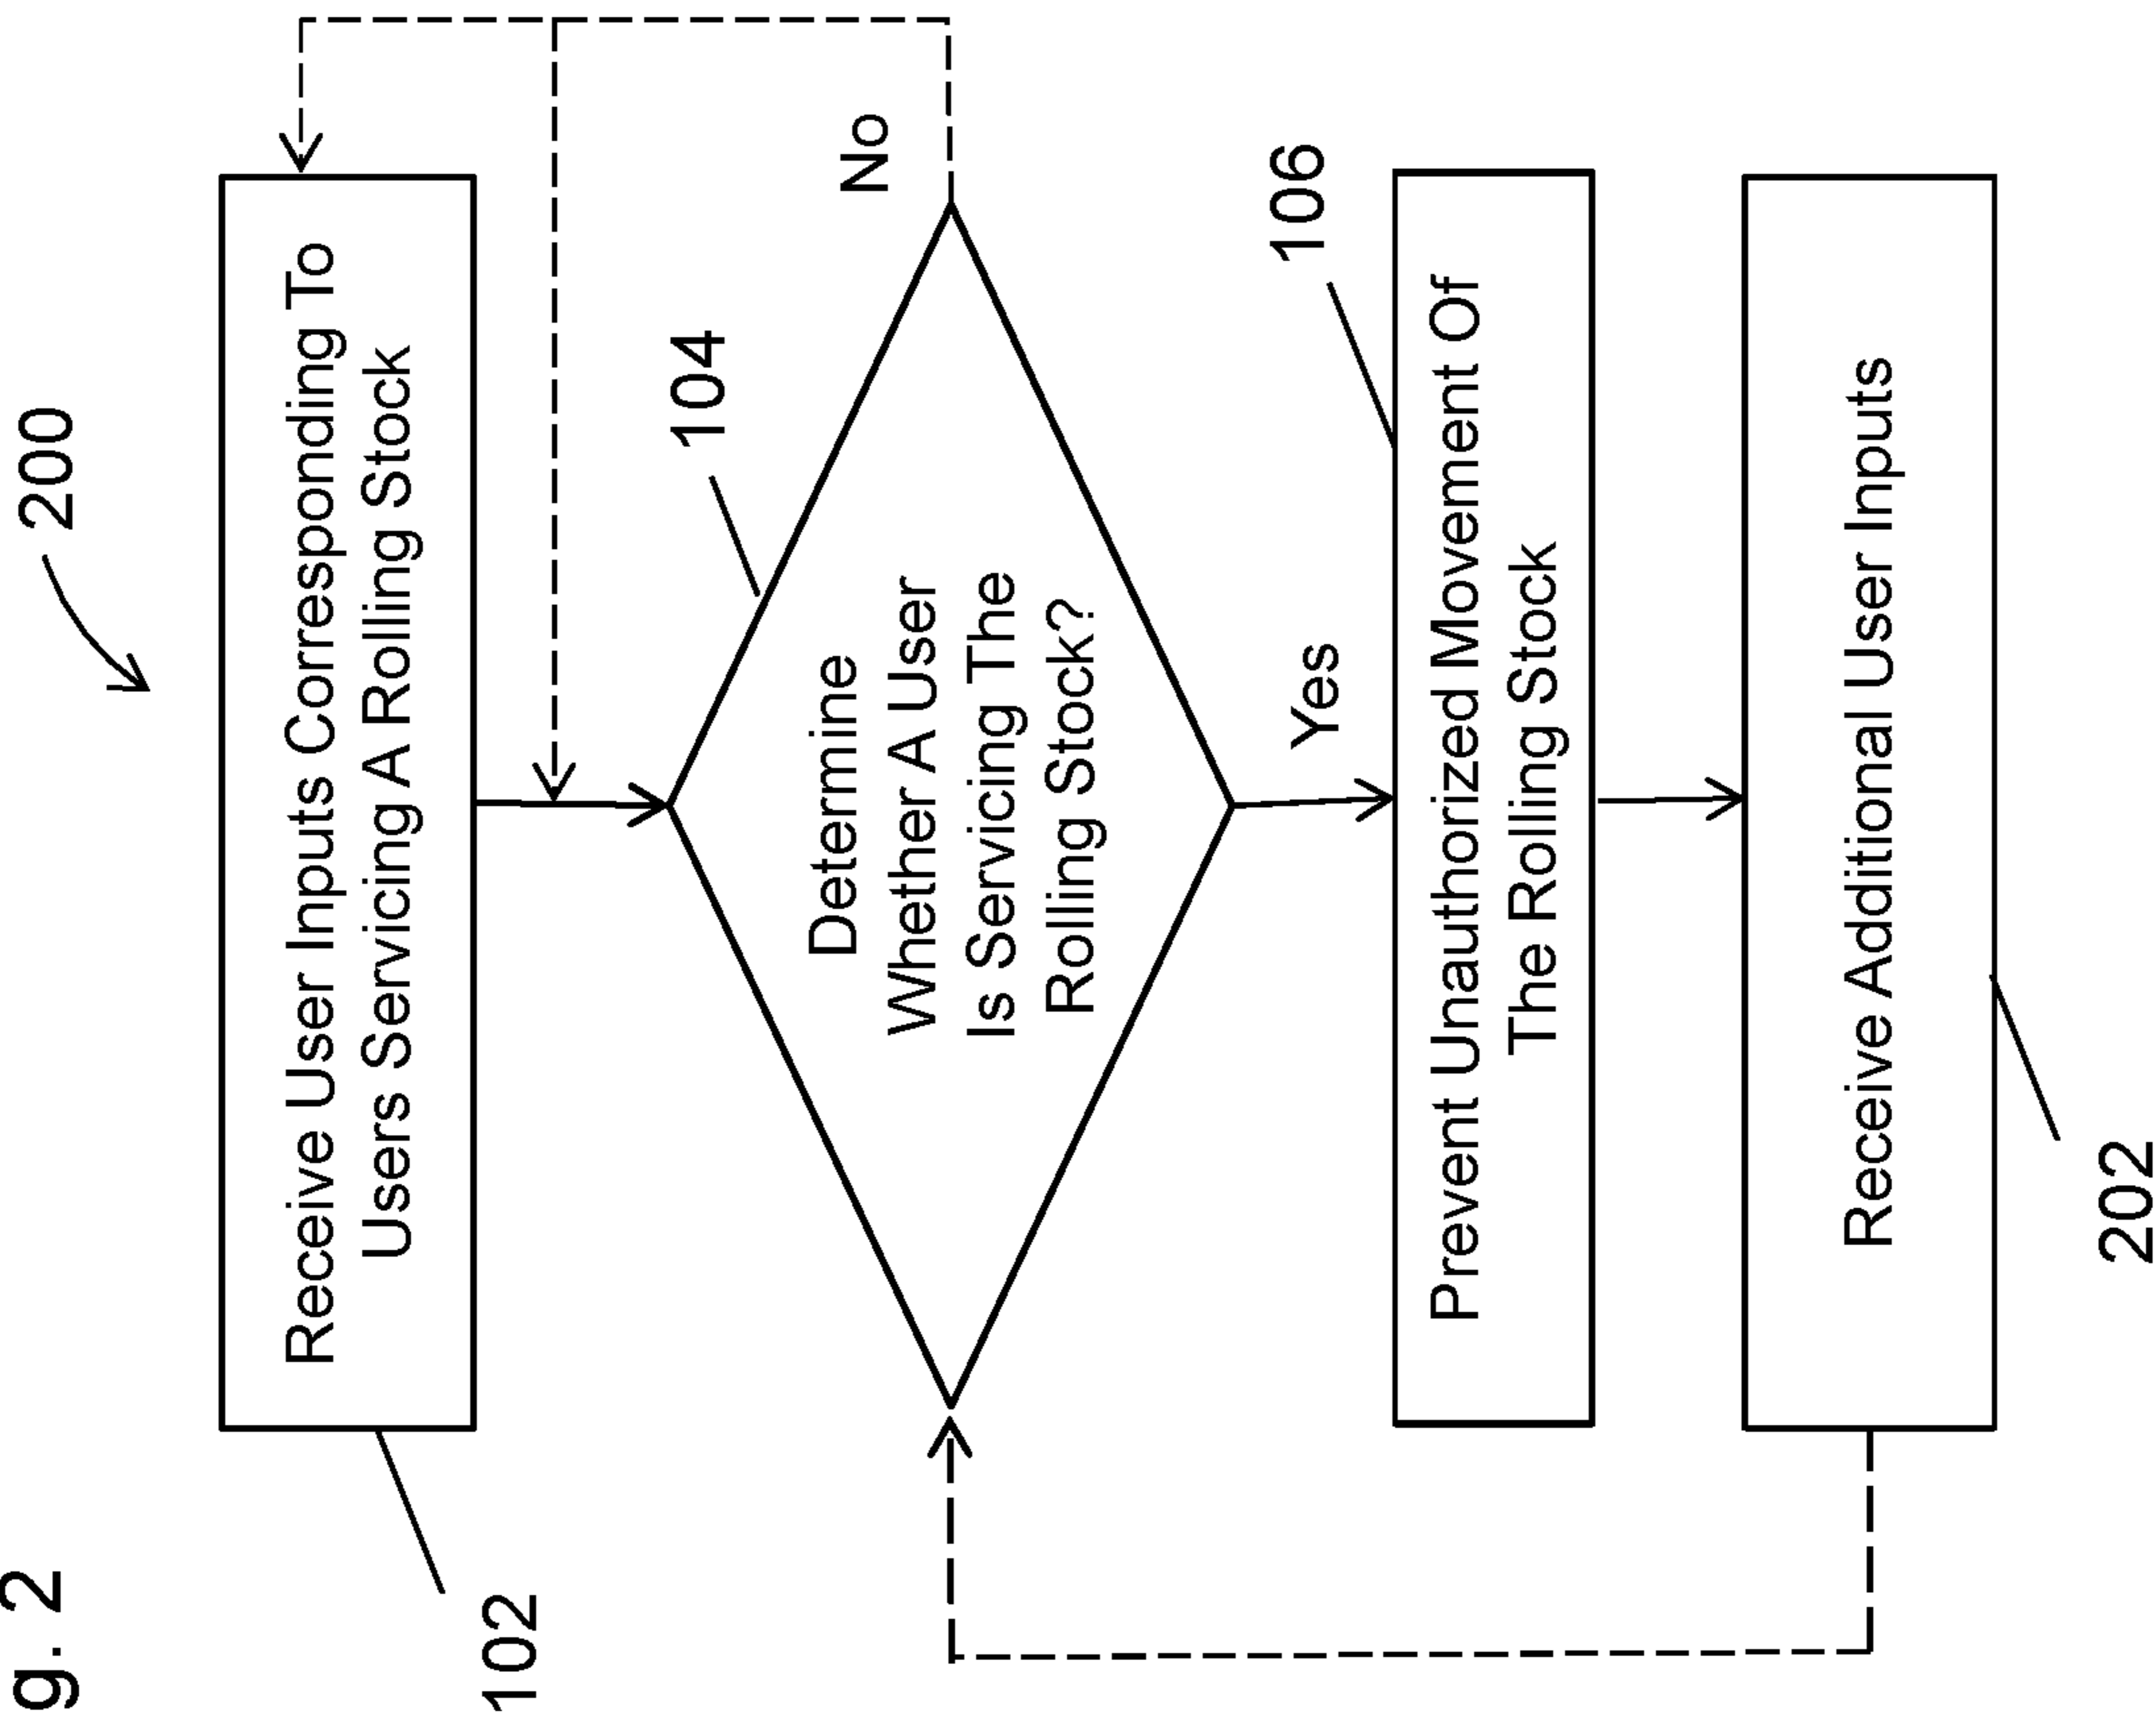 g. 2
200
102
Receive User Inputs Corresponding To
Users Servicing A Rolling Stock
104
Determine
Whether A User
Is Servicing The
Rolling Stock?
No
Yes
106
Prevent Unauthorized Movement Of
The Rolling Stock
Receive Additional User Inputs
202